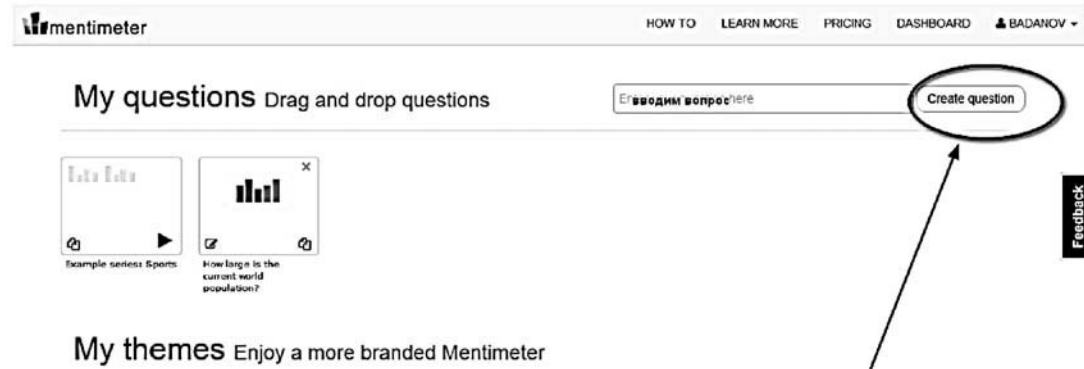 mentimeter HOW TO LEARN MORE PRICING DASHBOARD BADANOV
My questions Drag and drop questions
вводим вопрос here Create question
Example series: Sports
How large is the
current world
population?
Feedback
My themes Enjoy a more branded Mentimeter